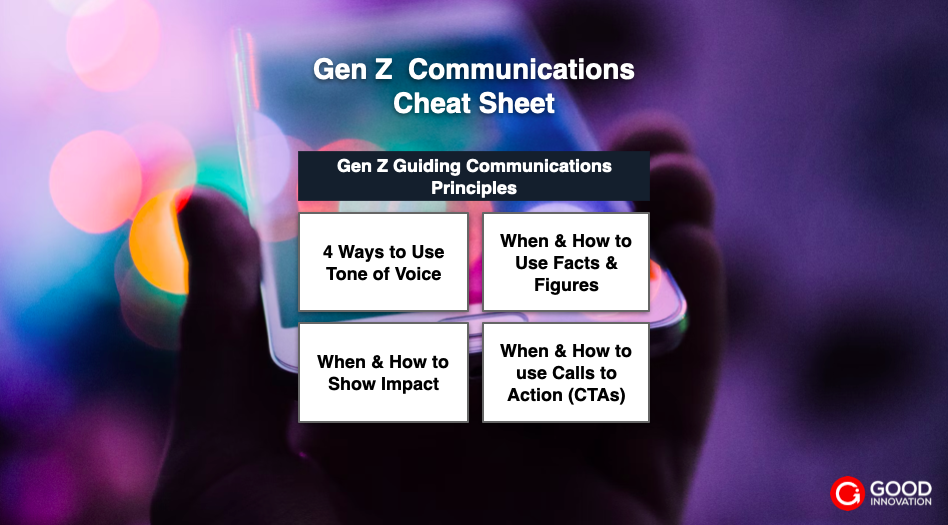 Gen Z  Communications
Cheat Sheet
Gen Z Guiding Communications
Principles
4 Ways to Use
Tone of Voice
When & How to
Use Facts &
Figures
When & How to
Show Impact
When & How to
use Calls to
Action (CTAs)
GOOD
INNOVATION